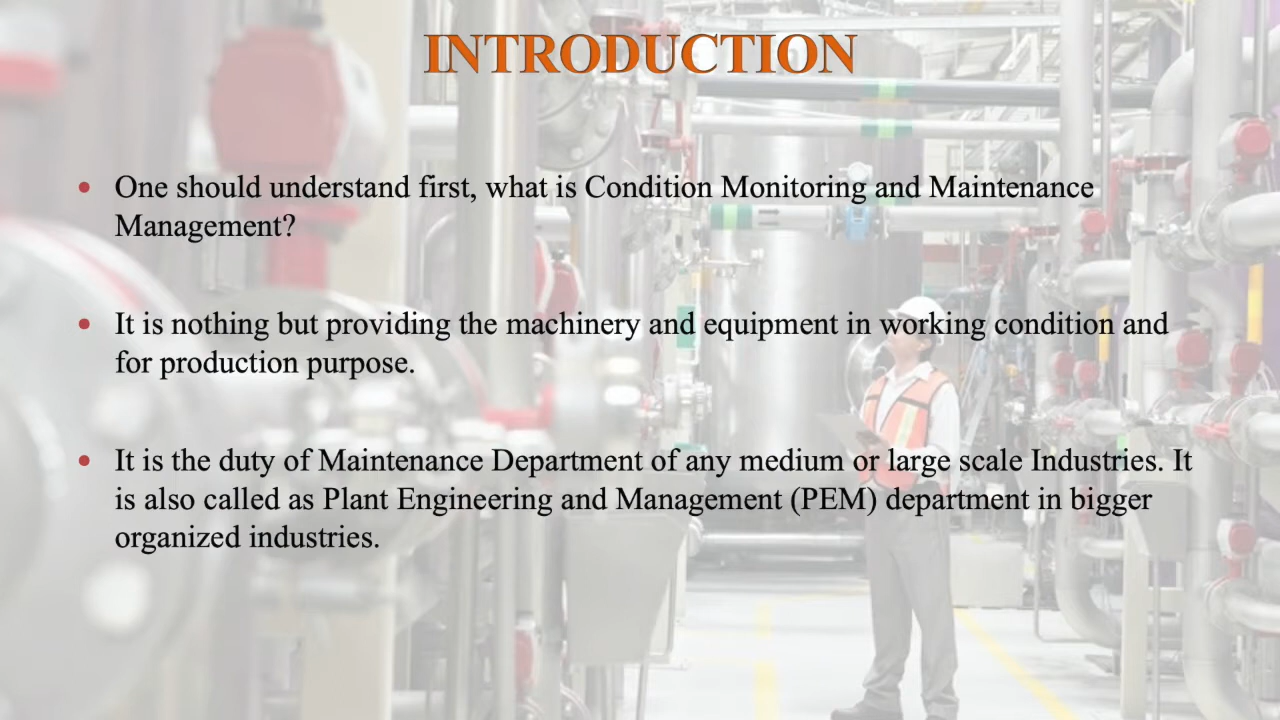 INTRODUCTION
• One should understand first, what is Condition Monitoring and Maintenance
Management?
• It is nothing but providing the machinery and equipment in working condition and
for production purpose.
• It is the duty of Maintenance Department of any medium or large scale Industries. It
is also called as Plant Engineering and Management (PEM) department in bigger
organized industries.